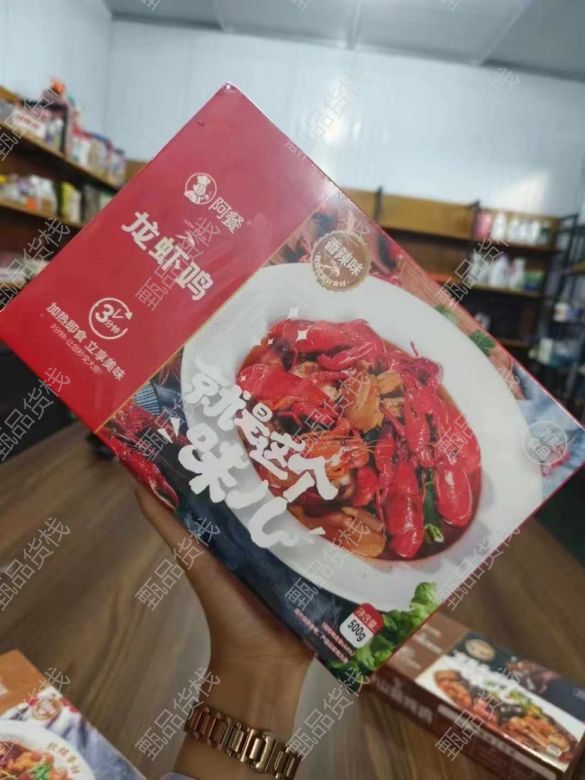 阿餐
龙虾鸡
3分钟
加热即食 立享美味
香辣味
就是这个
味儿
净含量
500g
甄品货栈